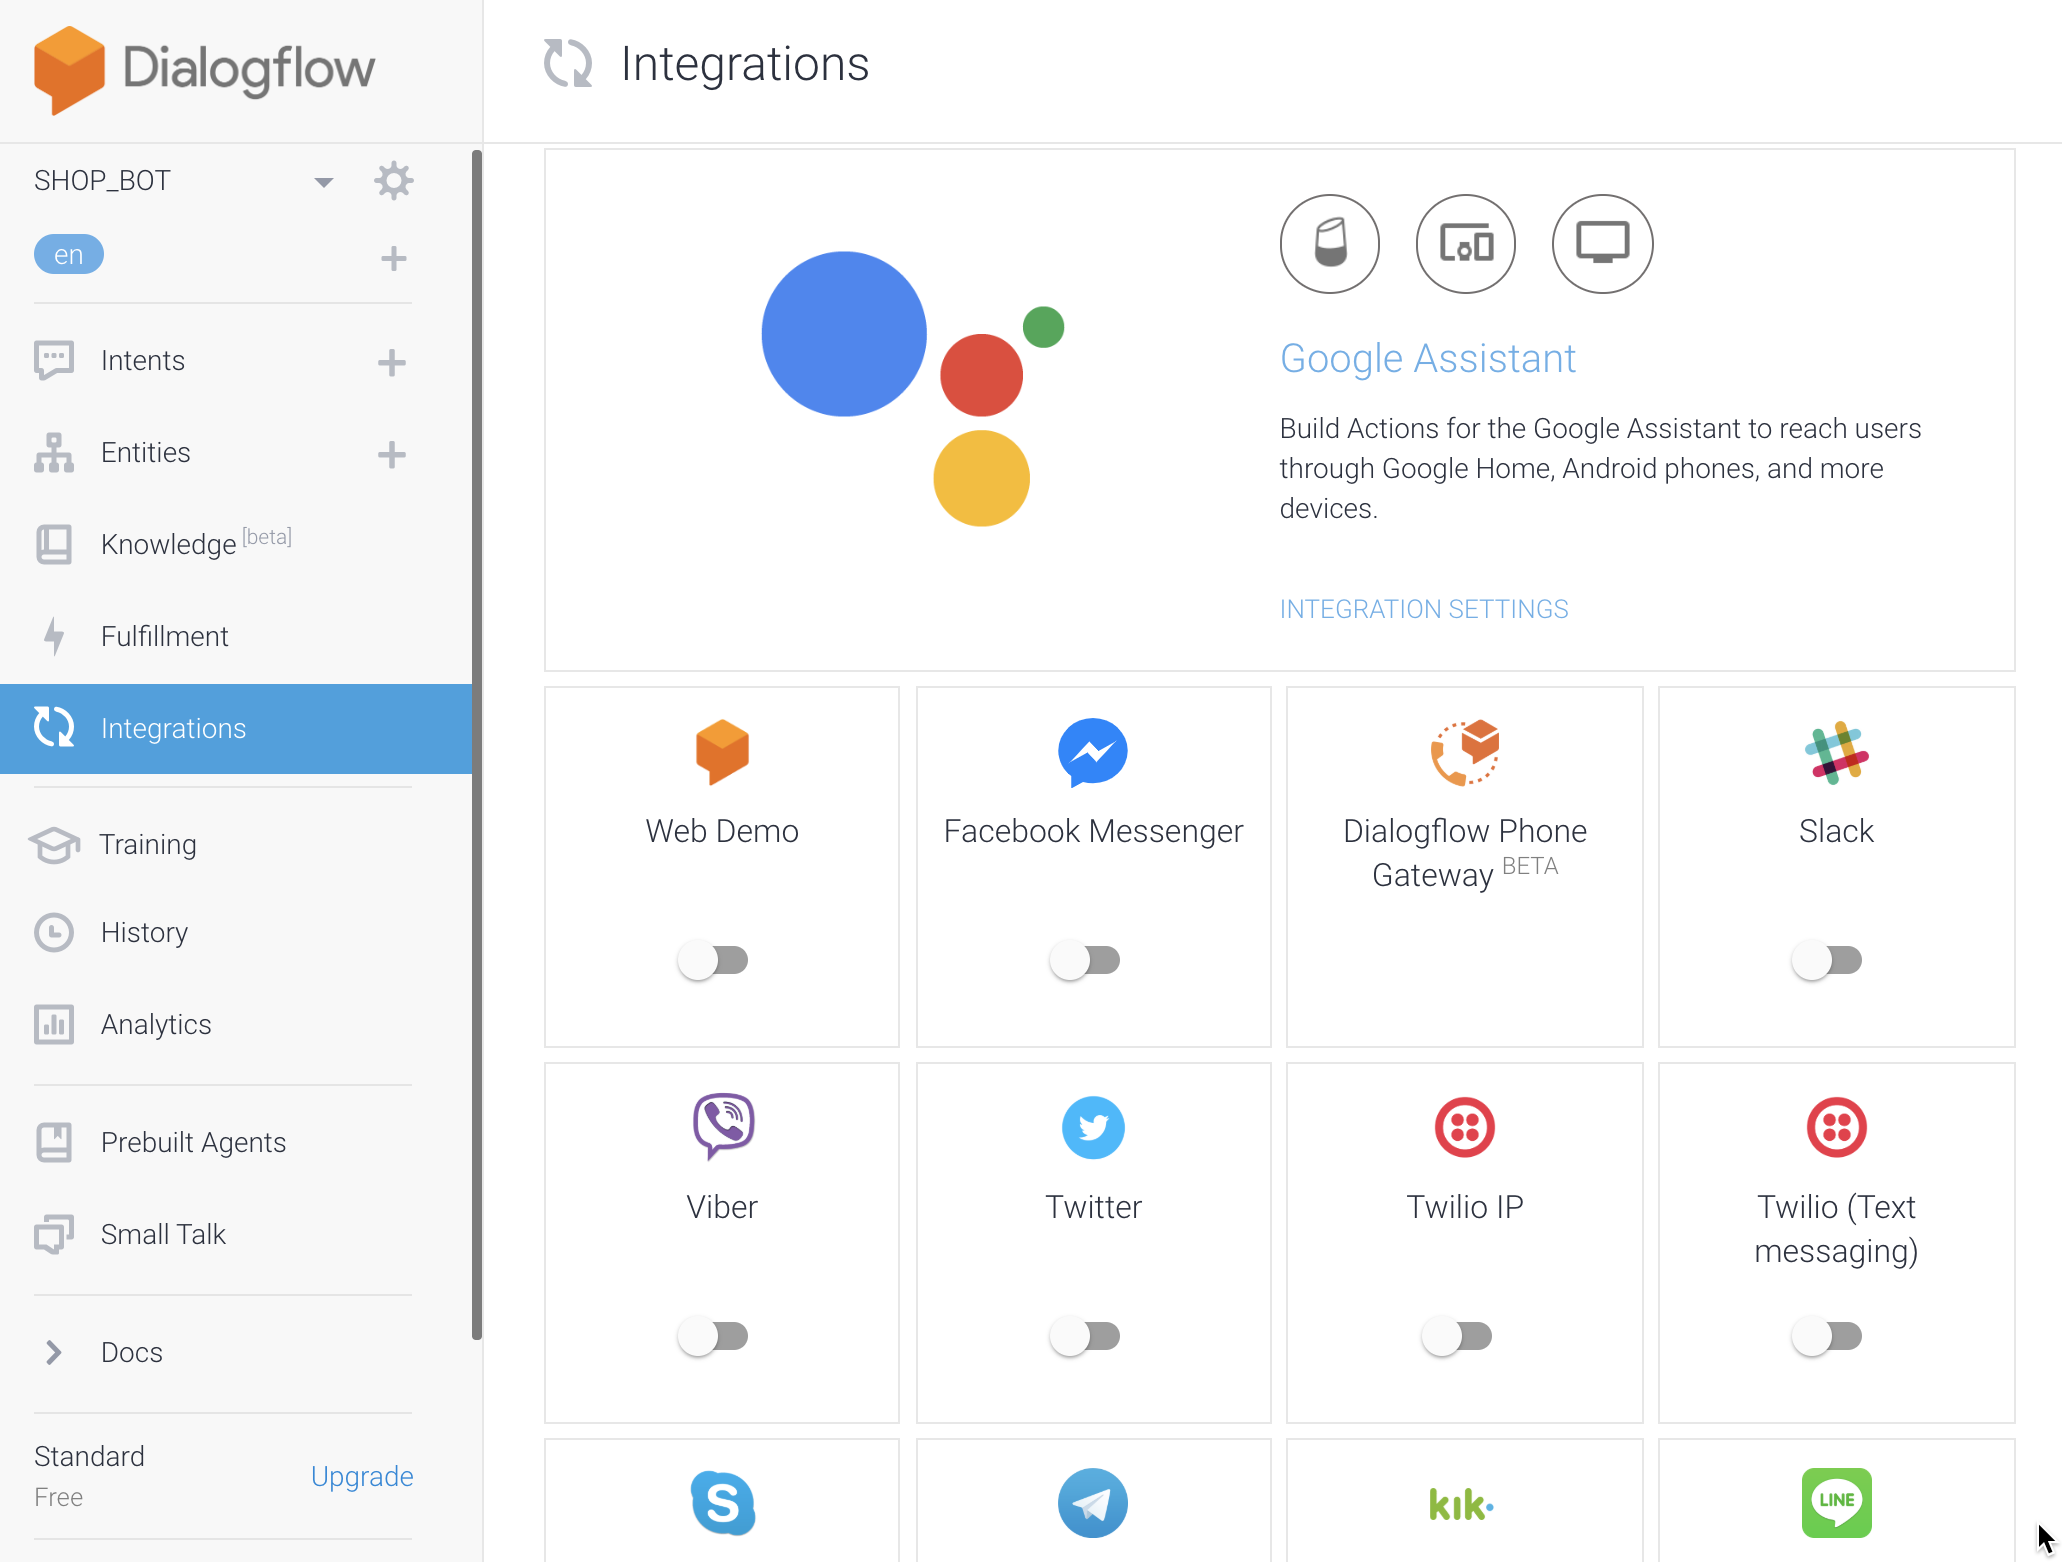 Dialogflow
SHOP_BOT
en
Intents
Entities
Knowledge [beta]
Fulfillment
Integrations
Training
History
Analytics
Prebuilt Agents
Small Talk
Docs
Standard
Free
Upgrade
Integrations
Google Assistant
Build Actions for the Google Assistant to reach users
through Google Home, Android phones, and more
devices.
INTEGRATION SETTINGS
Web Demo
Facebook Messenger
Dialogflow Phone
Gateway BETA
Slack
Viber
Twitter
Twilio IP
Twilio (Text
messaging)
S
kik.
LINE